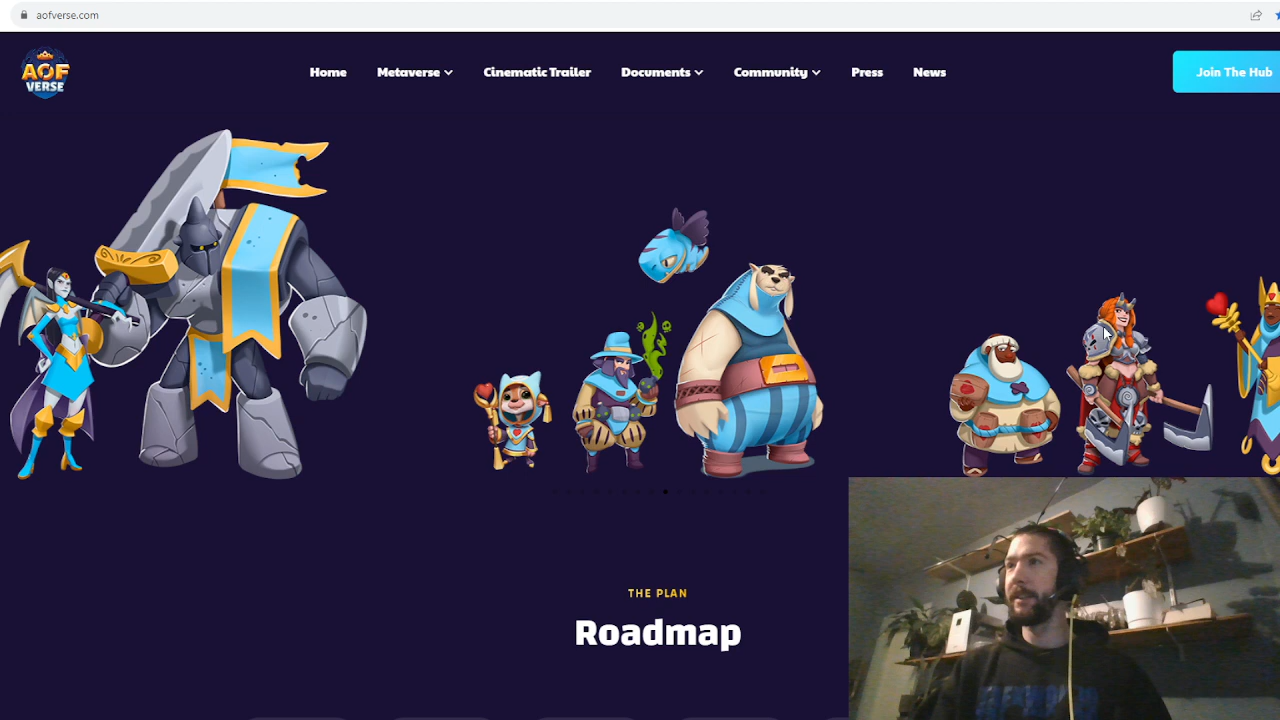 aofverse.com
AOF
VERSE
Home
Metaverse
Cinematic Trailer
Documents
Community
Press
News
Join The Hub
THE PLAN
Roadmap